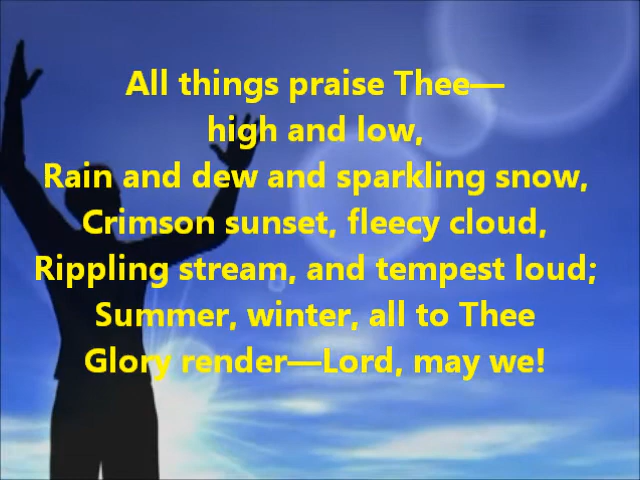 All things praise Thee—
high and low,
Rain and dew and sparkling snow,
Crimson sunset, fleecy cloud,
Rippling stream, and tempest loud;
Summer, winter, all to Thee
Glory render—Lord, may we!